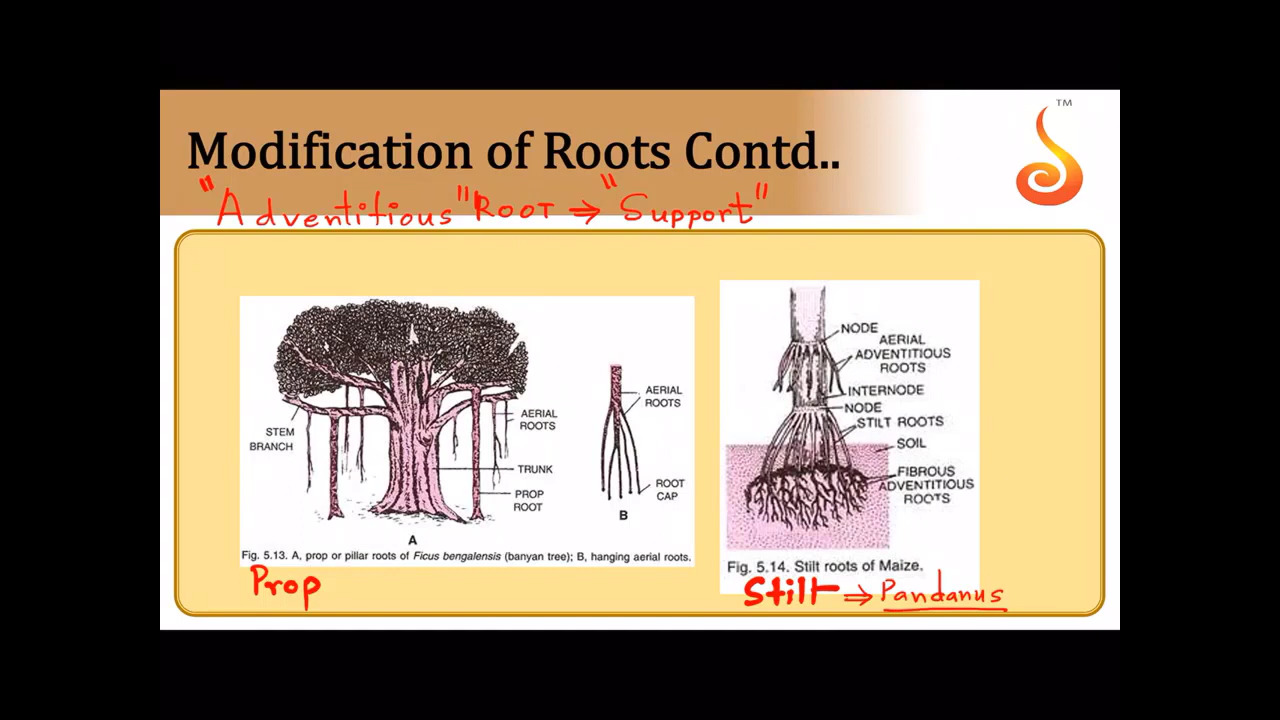 TM
Modification of Roots Contd..
"Adventitious" ROOT ⇒ "Support"
STEM
BRANCH
AERIAL
ROOTS
TRUNK
PROP
ROOT
A
AERIAL
ROOTS
ROOT
CAP
B
Fig. 5.13. A, prop or pillar roots of Ficus bengalensis (banyan tree); B, hanging aerial roots.
Prop
NODE
AERIAL
ADVENTITIOUS
ROOTS
INTERNODE
NODE
STILT ROOTS
SOIL
FIBROUS
ADVENTITIOUS
ROOTS
Fig. 5.14. Stilt roots of Maize.
Stilt ⇒ Pandanus